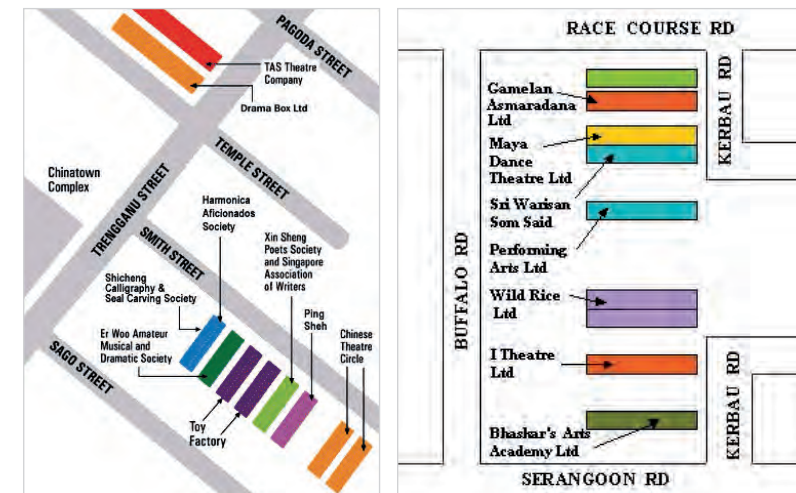 PAGODA STREET
TAS Theatre
Company
Drama Box Ltd
TEMPLE STREET
Chinatown
Complex
TRENGGANU STREET
Harmonica
Aficionados
Society
SMITH STREET
Xin Sheng
Poets Society
and Singapore
Association
of Writers
Shicheng
Calligraphy &
Seal Carving Society
Ping
Sheh
Er Woo Amateur
Musical and
Dramatic Society
Chinese
Theatre
Circle
SAGO STREET
Toy
Factory
RACE COURSE RD
KERBAU RD
Gamelan
Asmaradana
Ltd
Maya
Dance
Theatre Ltd
Sri Warisan
Som Said
Performing
Arts Ltd
BUFFALO RD
Wild Rice
Ltd
I Theatre
Ltd
KERBAU RD
Bhaskar's Arts
Academy Ltd
SERANGOON RD